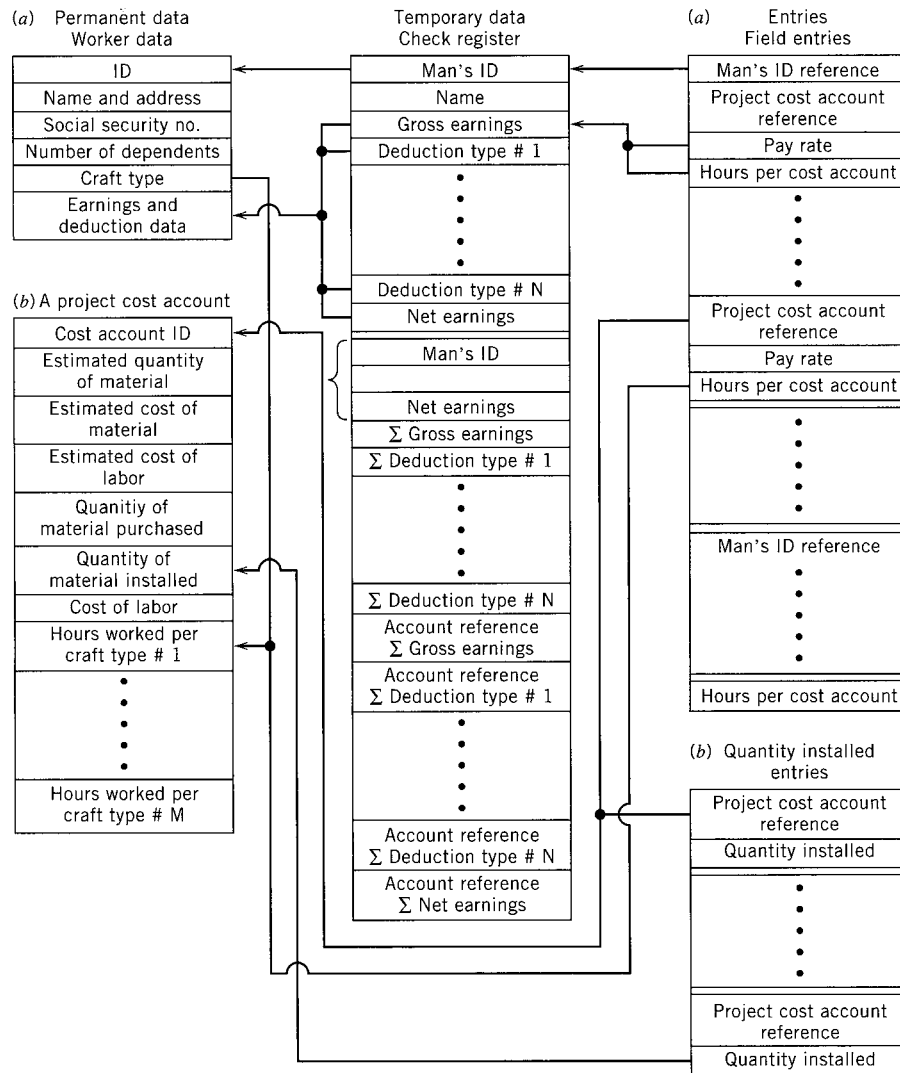 (a) Permanent data
Worker data
ID
Name and address
Social security no.
Number of dependents
Craft type
Earnings and
deduction data
(b) A project cost account
Cost account ID
Estimated quantity
of material
Estimated cost of
material
Estimated cost of
labor
Quanitiy of
material purchased
Quantity of
material installed
Cost of labor
Hours worked per
craft type # 1
Hours worked per
craft type # M
Temporary data
Check register
Man's ID
Name
Gross earnings
Deduction type # 1
Deduction type # N
Net earnings
Man's ID
Net earnings
Σ Gross earnings
Σ Deduction type # 1
Σ Deduction type # N
Account reference
Σ Gross earnings
Account reference
Σ Deduction type # 1
Account reference
Σ Deduction type # N
Account reference
Σ Net earnings
(a) Entries
Field entries
Man's ID reference
Project cost account
reference
Pay rate
Hours per cost account
Project cost account
reference
Pay rate
Hours per cost account
Man's ID reference
Hours per cost account
(b) Quantity installed
entries
Project cost account
reference
Quantity installed
Project cost account
reference
Quantity installed